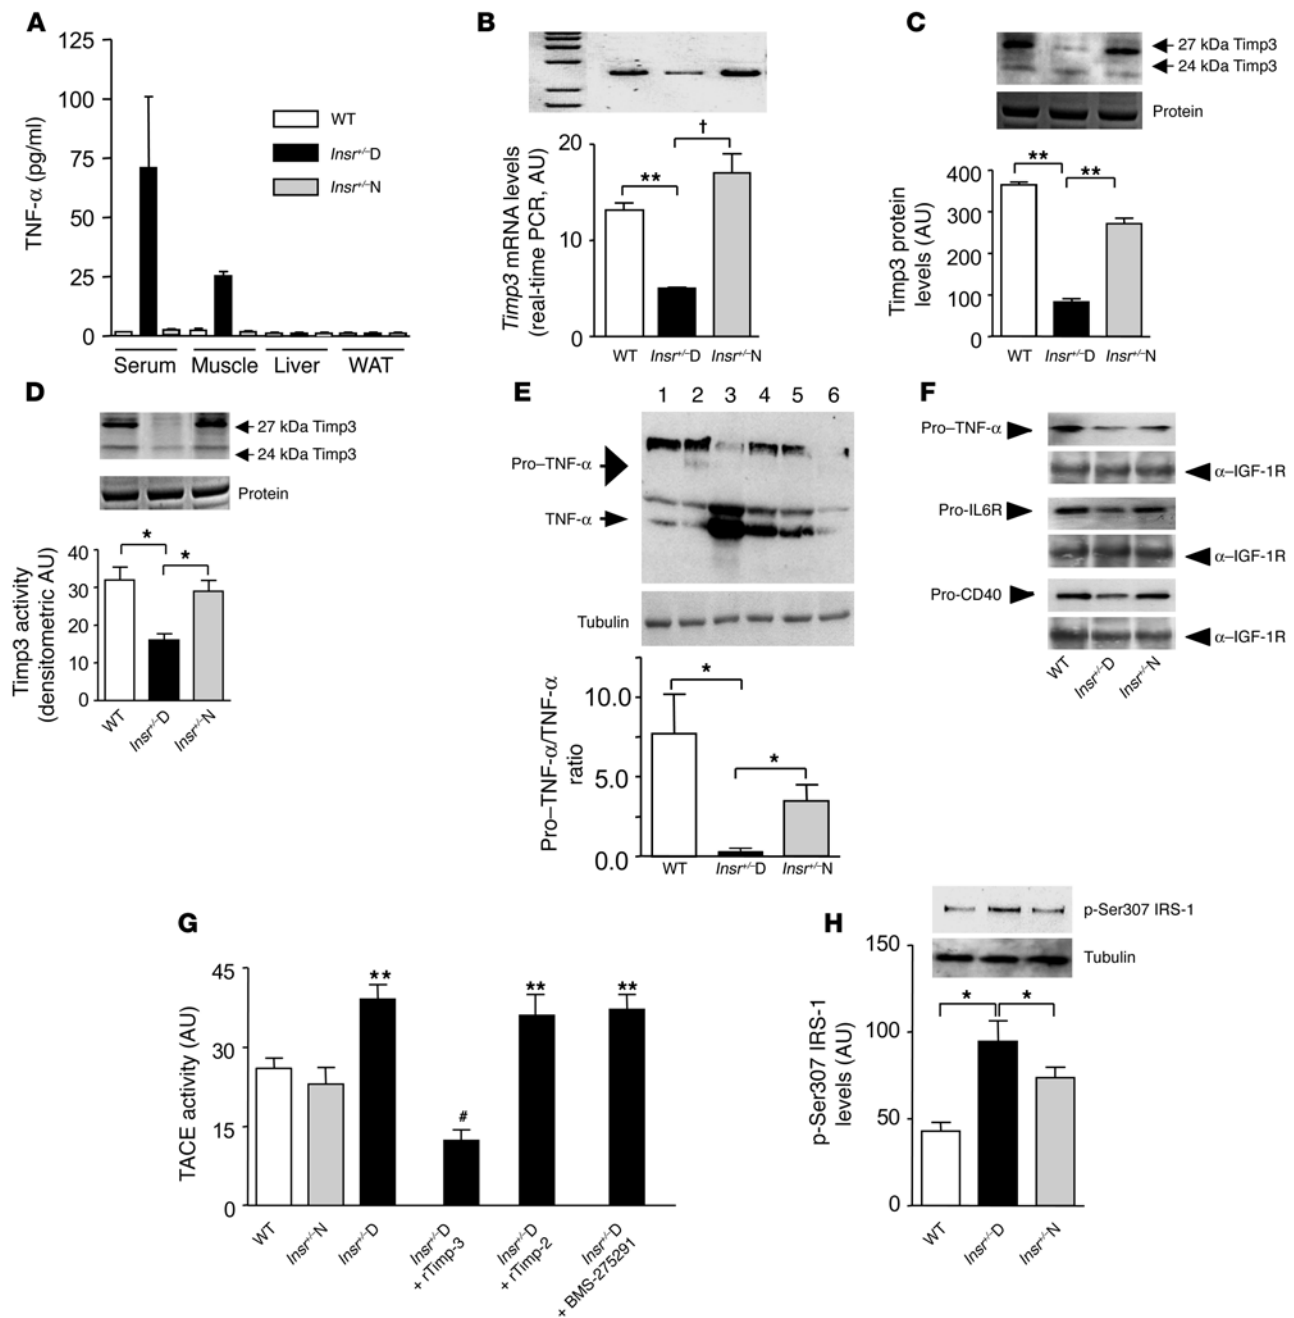 A
125
100
75
50
25
0
TNF-α (pg/ml)
WT
Insr+/–D
Insr+/–N
Serum
Muscle
Liver
WAT
B
20
10
0
Timp3 mRNA levels
(real-time PCR, AU)
**
†
WT
Insr+/–D
Insr+/–N
C
27 kDa Timp3
24 kDa Timp3
Protein
400
300
200
100
0
Timp3 protein
levels (AU)
**
**
WT
Insr+/–D
Insr+/–N
D
27 kDa Timp3
24 kDa Timp3
Protein
40
30
20
10
0
Timp3 activity
(densitometric AU)
*
*
WT
Insr+/–D
Insr+/–N
E
1 2 3 4 5 6
Pro–TNF-α
TNF-α
Tubulin
10.0
5.0
0.0
Pro–TNF-α/TNF-α
ratio
*
*
WT
Insr+/–D
Insr+/–N
F
Pro–TNF-α
α–IGF-1R
Pro-IL6R
α–IGF-1R
Pro-CD40
α–IGF-1R
WT
Insr+/–D
Insr+/–N
G
45
30
15
0
TACE activity (AU)
**
#
**
**
WT
Insr+/–N
Insr+/–D
Insr+/–D
+ rTimp-3
Insr+/–D
+ rTimp-2
Insr+/–D
+ BMS-275291
H
p-Ser307 IRS-1
Tubulin
150
100
50
0
p-Ser307 IRS-1
levels (AU)
*
*
WT
Insr+/–D
Insr+/–N